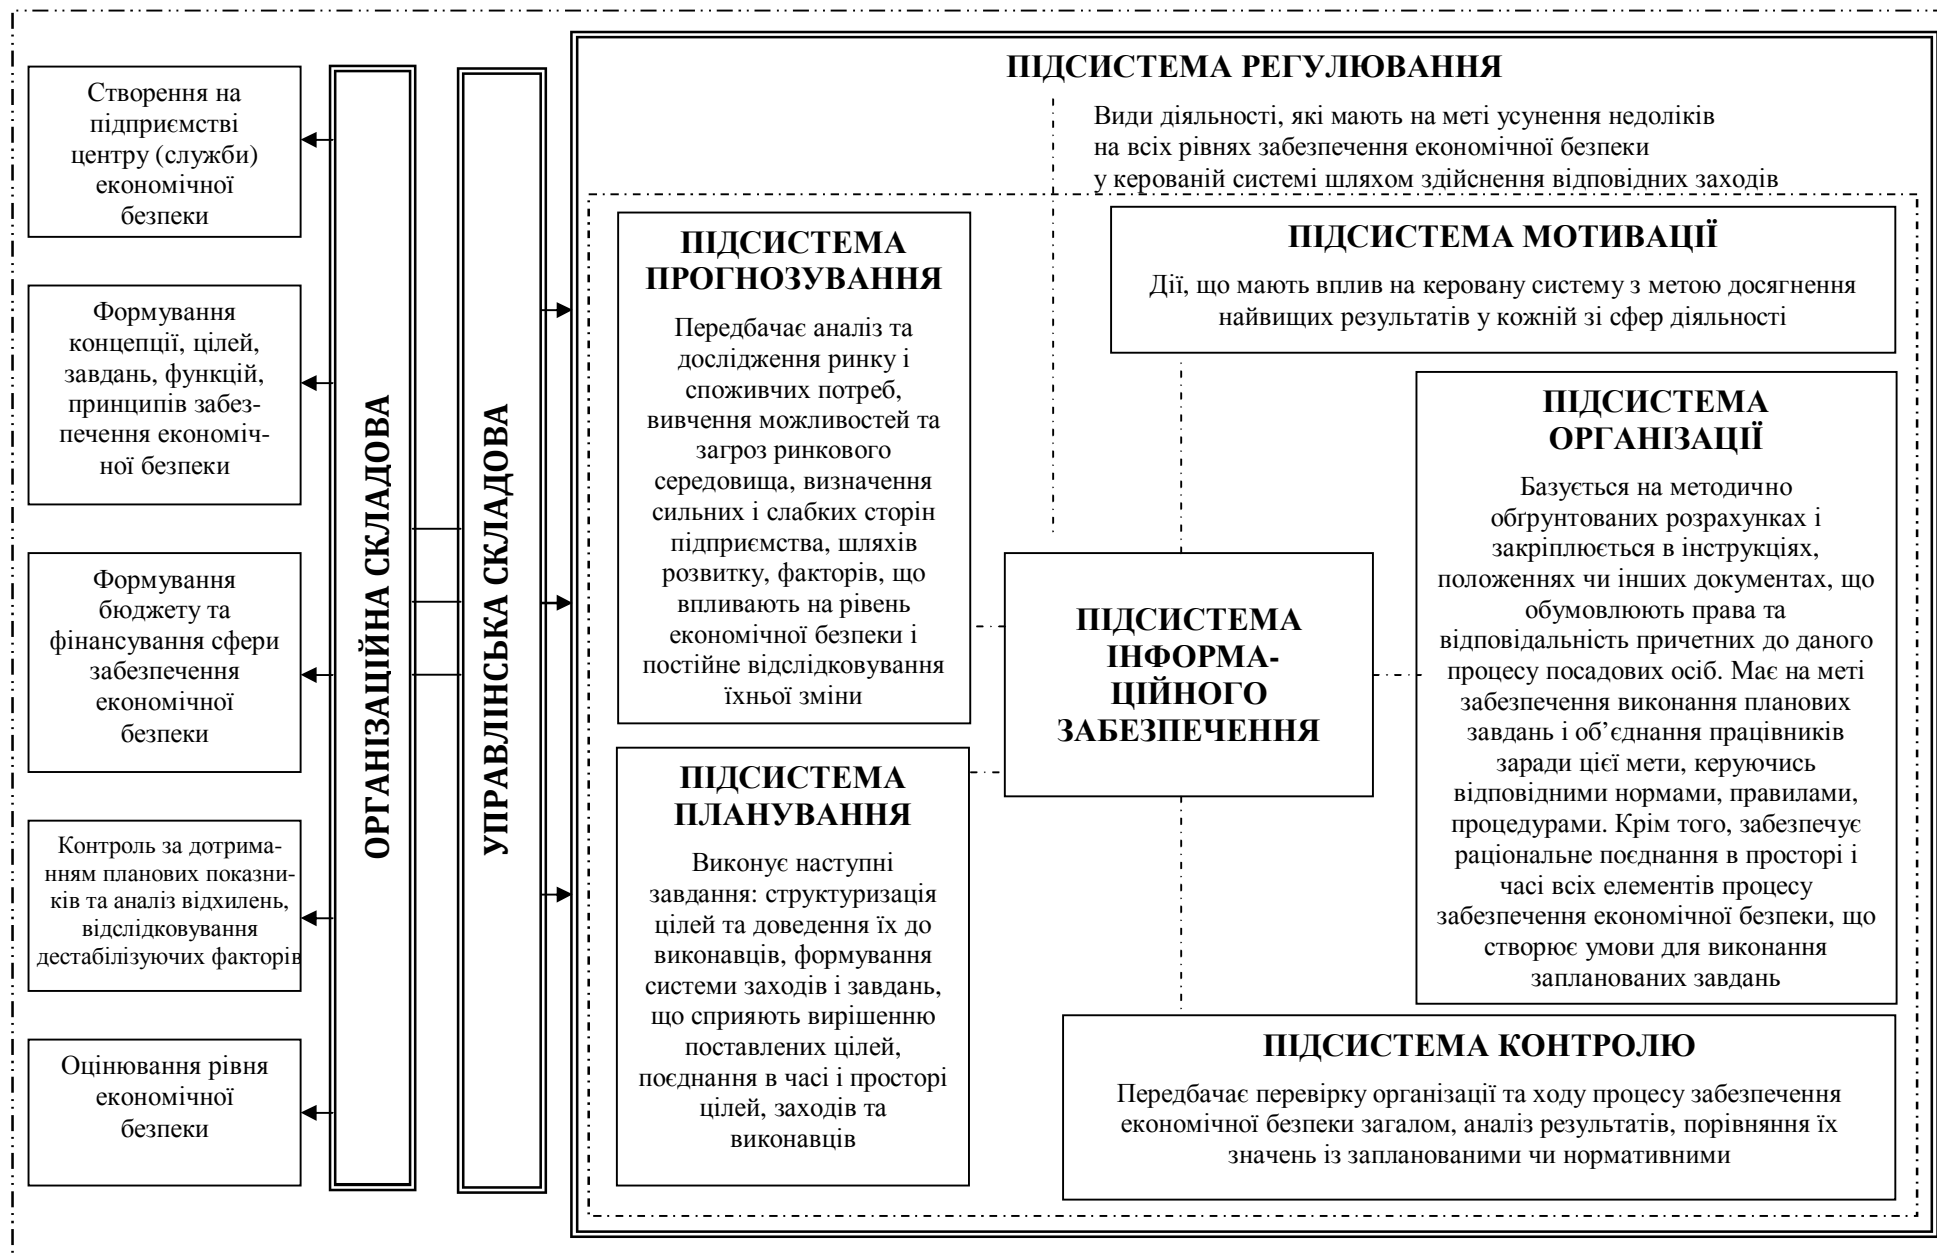 Створення на
підприємстві
центру (служби)
економічної
безпеки
Формування
концепції, цілей,
завдань, функцій,
принципів забез-
печення економіч-
ної безпеки
Формування
бюджету та
фінансування сфери
забезпечення
економічної
безпеки
Контроль за дотрима-
нням планових показни-
ків та аналіз відхилень,
відслідковування
дестабілізуючих факторів
Оцінювання рівня
економічної
безпеки
ОРГАНІЗАЦІЙНА СКЛАДОВА
УПРАВЛІНСЬКА СКЛАДОВА
ПІДСИСТЕМА РЕГУЛЮВАННЯ
Види діяльності, які мають на меті усунення недоліків
на всіх рівнях забезпечення економічної безпеки
у керованій системі шляхом здійснення відповідних заходів
ПІДСИСТЕМА
ПРОГНОЗУВАННЯ
Передбачає аналіз та
дослідження ринку і
споживчих потреб,
вивчення можливостей та
загроз ринкового
середовища, визначення
сильних і слабких сторін
підприємства, шляхів
розвитку, факторів, що
впливають на рівень
економічної безпеки і
постійне відслідковування
їхньої зміни
ПІДСИСТЕМА
ПЛАНУВАННЯ
Виконує наступні
завдання: структуризація
цілей та доведення їх до
виконавців, формування
системи заходів і завдань,
що сприяють вирішенню
поставлених цілей,
поєднання в часі і просторі
цілей, заходів та
виконавців
ПІДСИСТЕМА
ІНФОРМА-
ЦІЙНОГО
ЗАБЕЗПЕЧЕННЯ
ПІДСИСТЕМА МОТИВАЦІЇ
Дії, що мають вплив на керовану систему з метою досягнення
найвищих результатів у кожній зі сфер діяльності
ПІДСИСТЕМА
ОРГАНІЗАЦІЇ
Базується на методично
обґрунтованих розрахунках і
закріплюється в інструкціях,
положеннях чи інших документах, що
обумовлюють права та
відповідальність причетних до даного
процесу посадових осіб. Має на меті
забезпечення виконання планових
завдань і об’єднання працівників
заради цієї мети, керуючись
відповідними нормами, правилами,
процедурами. Крім того, забезпечує
раціональне поєднання в просторі і
часі всіх елементів процесу
забезпечення економічної безпеки, що
створює умови для виконання
запланованих завдань
ПІДСИСТЕМА КОНТРОЛЮ
Передбачає перевірку організації та ходу процесу забезпечення
економічної безпеки загалом, аналіз результатів, порівняння їх
значень із запланованими чи нормативними